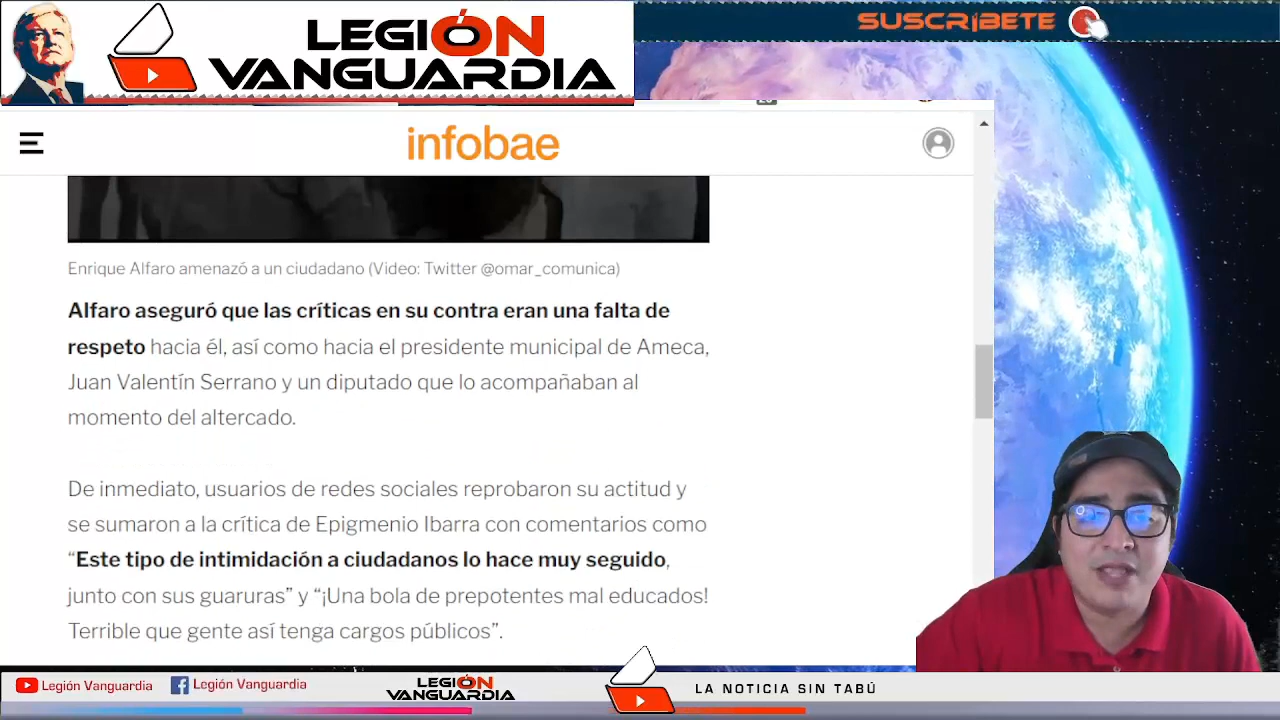 LEGIÓN
VANGUARDIA
SUSCRÍBETE
infobae
Enrique Alfaro amenazó a un ciudadano (Video: Twitter @omar_comunica)
Alfaro aseguró que las críticas en su contra eran una falta de
respeto hacia él, así como hacia el presidente municipal de Ameca,
Juan Valentín Serrano y un diputado que lo acompañaban al
momento del altercado.
De inmediato, usuarios de redes sociales reprobaron su actitud y
se sumaron a la crítica de Epigmenio Ibarra con comentarios como
“Este tipo de intimidación a ciudadanos lo hace muy seguido,
junto con sus guaruras” y “¡Una bola de prepotentes mal educados!
Terrible que gente así tenga cargos públicos”.
Legión Vanguardia
Legión Vanguardia
LEGIÓN
VANGUARDIA
LA NOTICIA SIN TABÚ